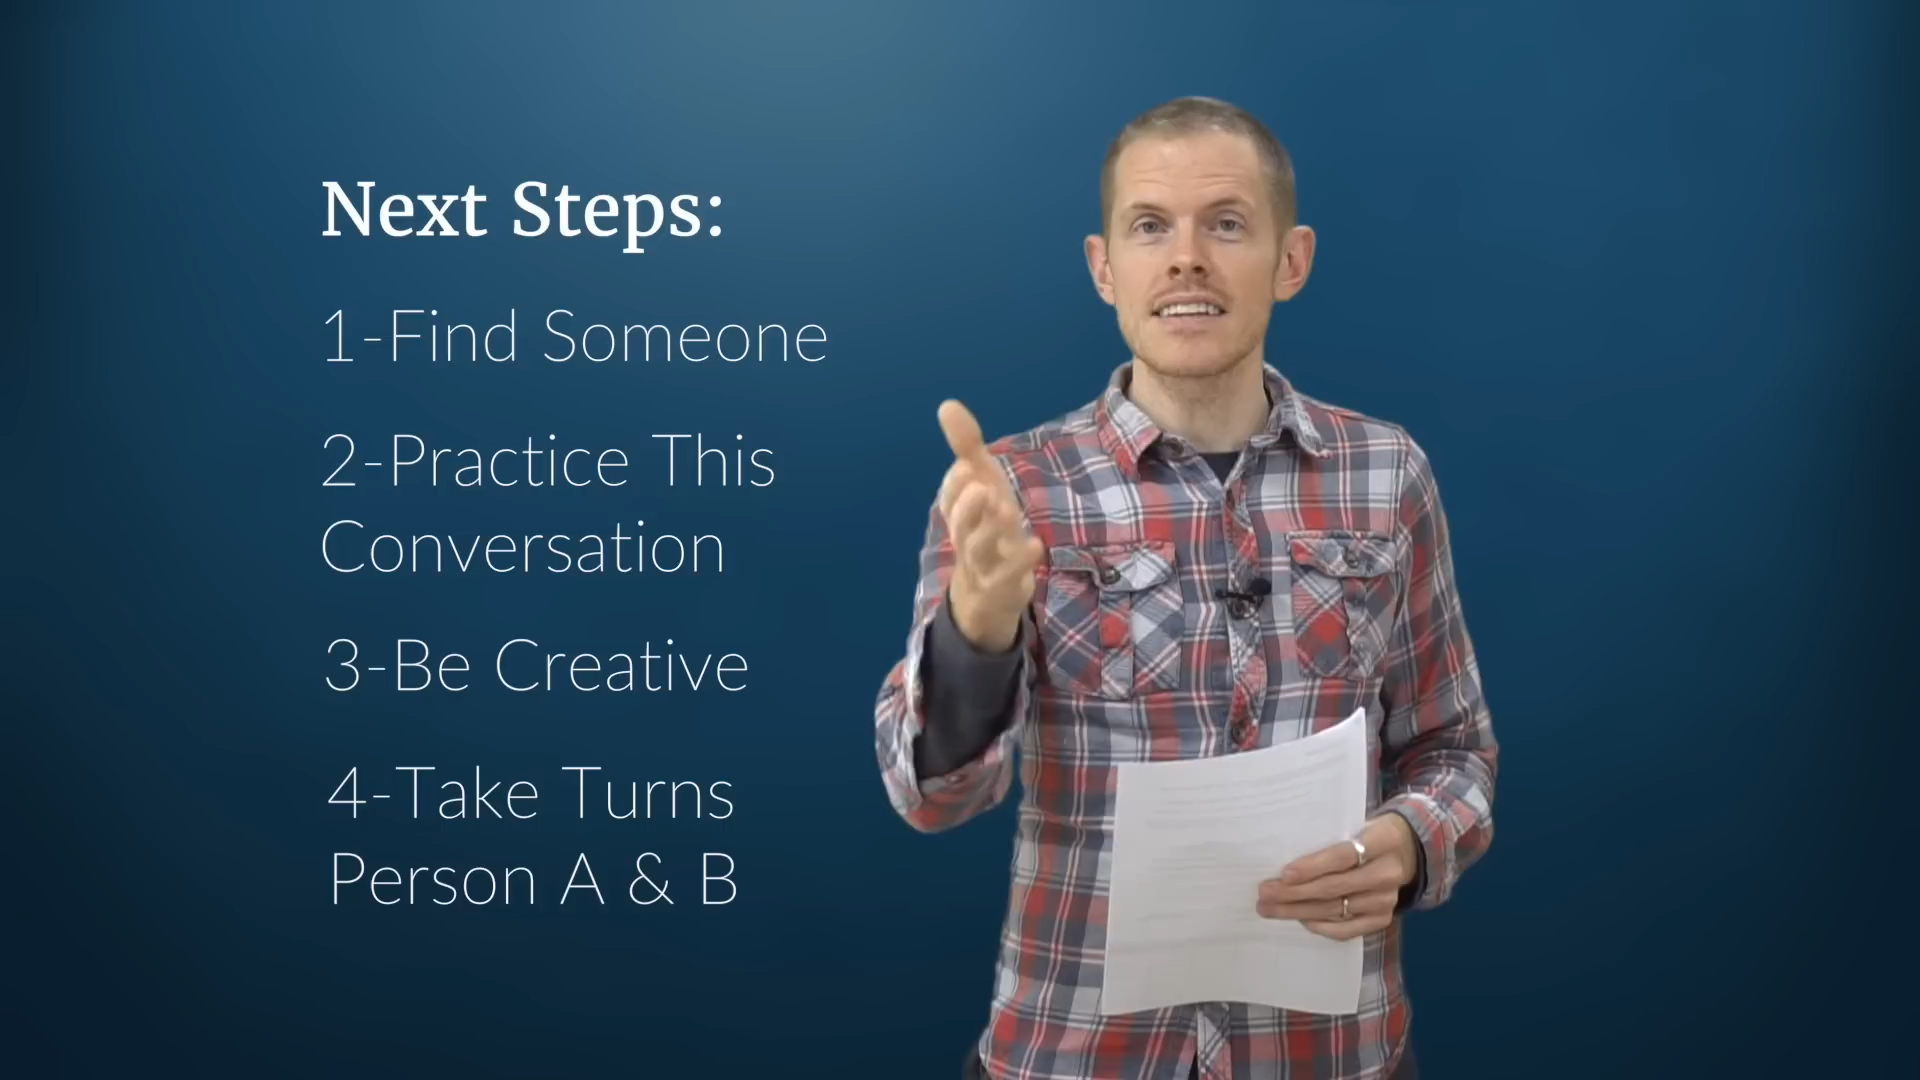 Next Steps:
1-Find Someone
2-Practice This
Conversation
3-Be Creative
4-Take Turns
Person A & B